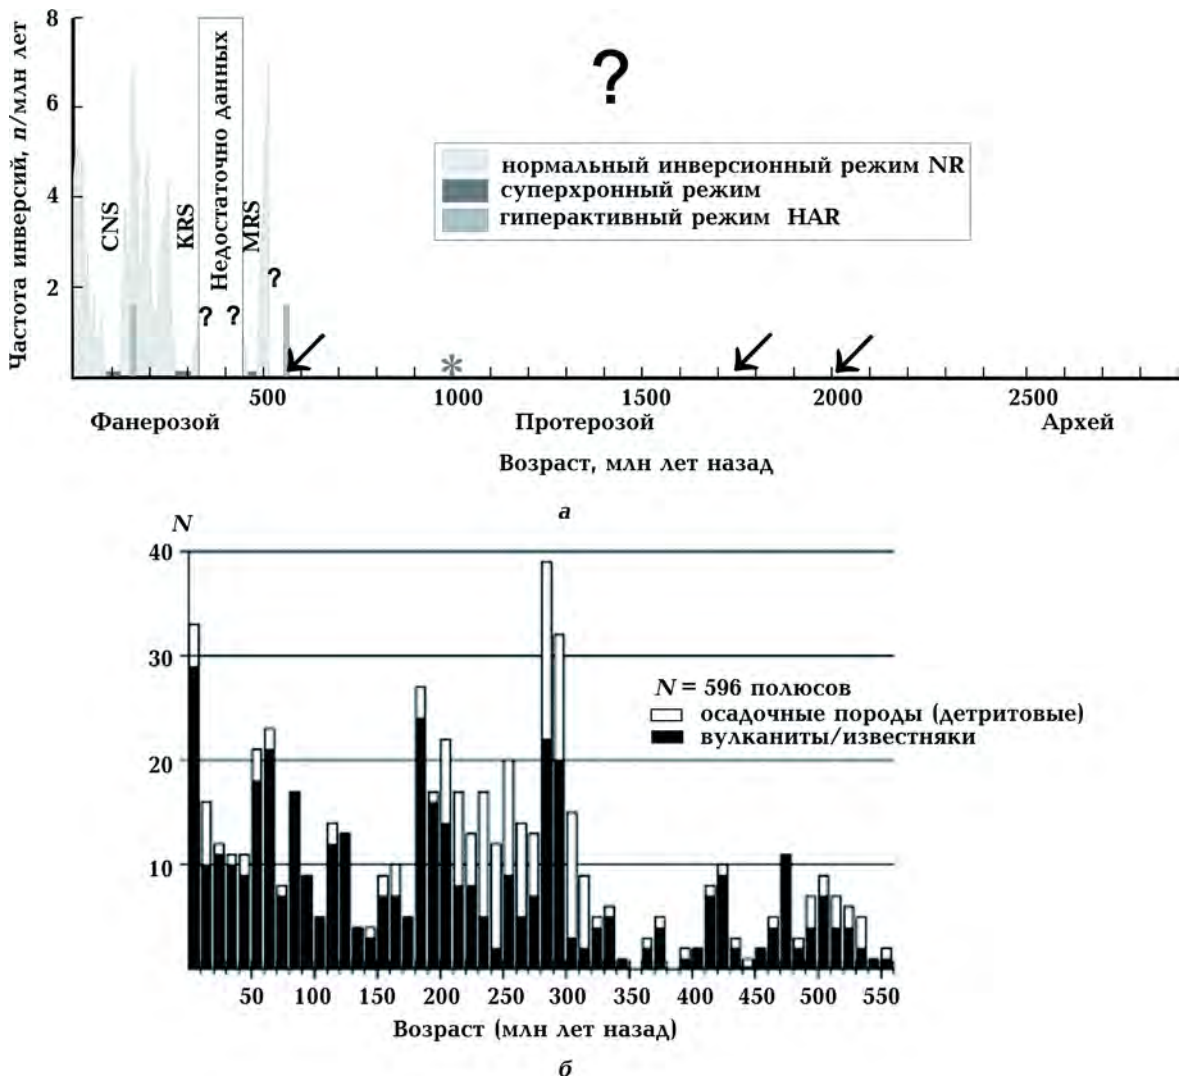 Частота инверсий, n/млн лет
8
6
4
2
CNS
KRS
Недостаточно данных
MRS
?
?
?
?
нормальный инверсионный режим NR
суперхронный режим
гиперактивный режим HAR
*
500
1000
1500
2000
2500
Фанерозой
Протерозой
Архей
Возраст, млн лет назад
а
N
40
30
20
10
N = 596 полюсов
осадочные породы (детритовые)
вулканиты/известняки
50
100
150
200
250
300
350
400
450
500
550
Возраст (млн лет назад)
б